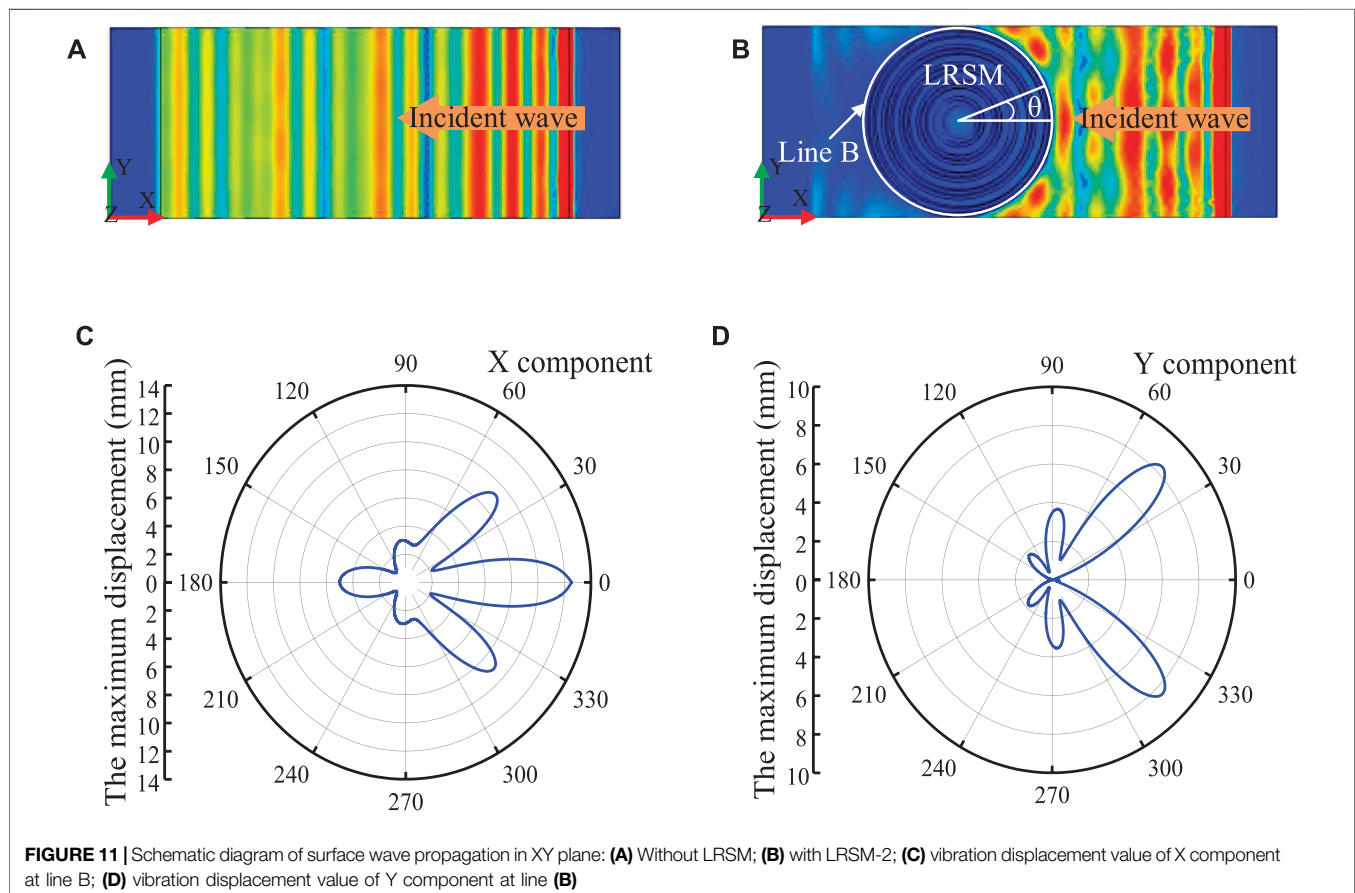 A
Incident wave
Y
X
Z
B
LRSM
θ
Incident wave
Line B
Y
X
Z
C
X component
The maximum displacement (mm)
14
12
10
8
6
4
2
0
2
4
6
8
10
12
14
90
60
30
0
330
300
270
240
210
180
150
120
D
Y component
The maximum displacement (mm)
10
8
6
4
2
0
2
4
6
8
10
90
60
30
0
330
300
270
240
210
180
150
120
FIGURE 11 | Schematic diagram of surface wave propagation in XY plane: (A) Without LRSM; (B) with LRSM-2; (C) vibration displacement value of X component
at line B; (D) vibration displacement value of Y component at line (B)